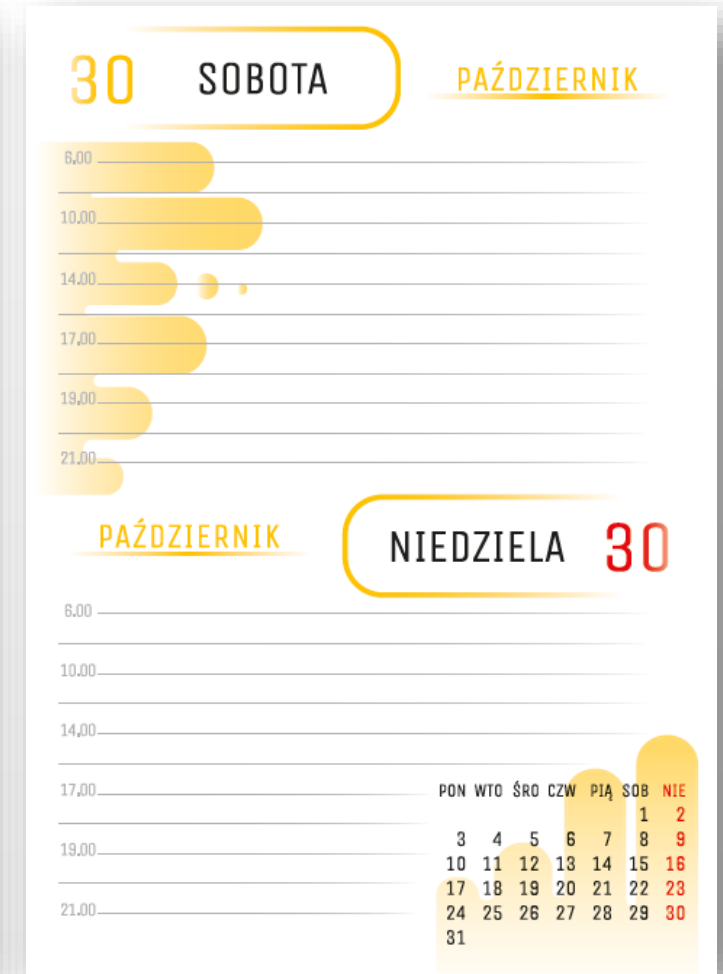 30 SOBOTA PAŹDZIERNIK
6.00
10.00
14.00
17.00
19.00
21.00
PAŹDZIERNIK NIEDZIELA 30
6.00
10.00
14.00
17.00
19.00
21.00
PON WTO ŚRO CZW PIĄ SOB NIE
1 2
3 4 5 6 7 8 9
10 11 12 13 14 15 16
17 18 19 20 21 22 23
24 25 26 27 28 29 30
31